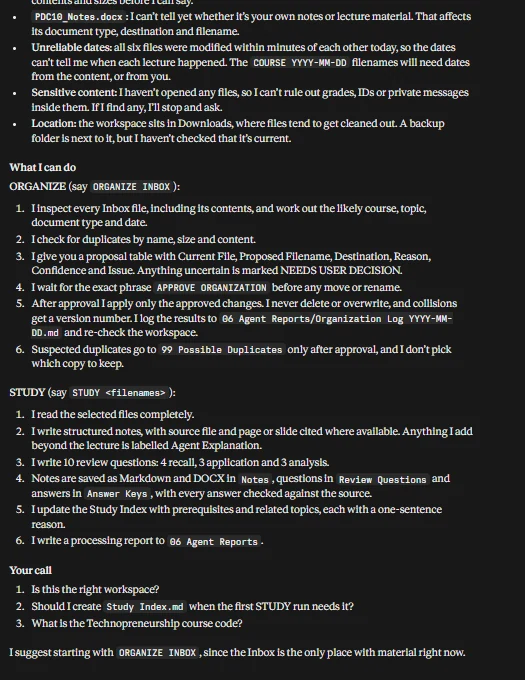 contents and sizes before I can say.
• PDC10_Notes.docx: I can't tell yet whether it's your own notes or lecture material. That affects
its document type, destination and filename.
• Unreliable dates: all six files were modified within minutes of each other today, so the dates
can't tell me when each lecture happened. The COURSE YYYY-MM-DD filenames will need dates
from the content, or from you.
• Sensitive content: I haven't opened any files, so I can't rule out grades, IDs or private messages
inside them. If I find any, I'll stop and ask.
• Location: the workspace sits in Downloads, where files tend to get cleaned out. A backup
folder is next to it, but I haven't checked that it's current.
What I can do
ORGANIZE (say ORGANIZE INBOX):
1. I inspect every Inbox file, including its contents, and work out the likely course, topic,
document type and date.
2. I check for duplicates by name, size and content.
3. I give you a proposal table with Current File, Proposed Filename, Destination, Reason,
Confidence and Issue. Anything uncertain is marked NEEDS USER DECISION.
4. I wait for the exact phrase APPROVE ORGANIZATION before any move or rename.
5. After approval I apply only the approved changes. I never delete or overwrite, and collisions
get a version number. I log the results to 06 Agent Reports/Organization Log YYYY-MM-
DD.md and re-check the workspace.
6. Suspected duplicates go to 99 Possible Duplicates only after approval, and I don't pick
which copy to keep.
STUDY (say STUDY <filenames>):
1. I read the selected files completely.
2. I write structured notes, with source file and page or slide cited where available. Anything I add
beyond the lecture is labelled Agent Explanation.
3. I write 10 review questions: 4 recall, 3 application and 3 analysis.
4. Notes are saved as Markdown and DOCX in Notes, questions in Review Questions and
answers in Answer Keys, with every answer checked against the source.
5. I update the Study Index with prerequisites and related topics, each with a one-sentence
reason.
6. I write a processing report to 06 Agent Reports.
Your call
1. Is this the right workspace?
2. Should I create Study Index.md when the first STUDY run needs it?
3. What is the Technopreneurship course code?
I suggest starting with ORGANIZE INBOX, since the Inbox is the only place with material right now.